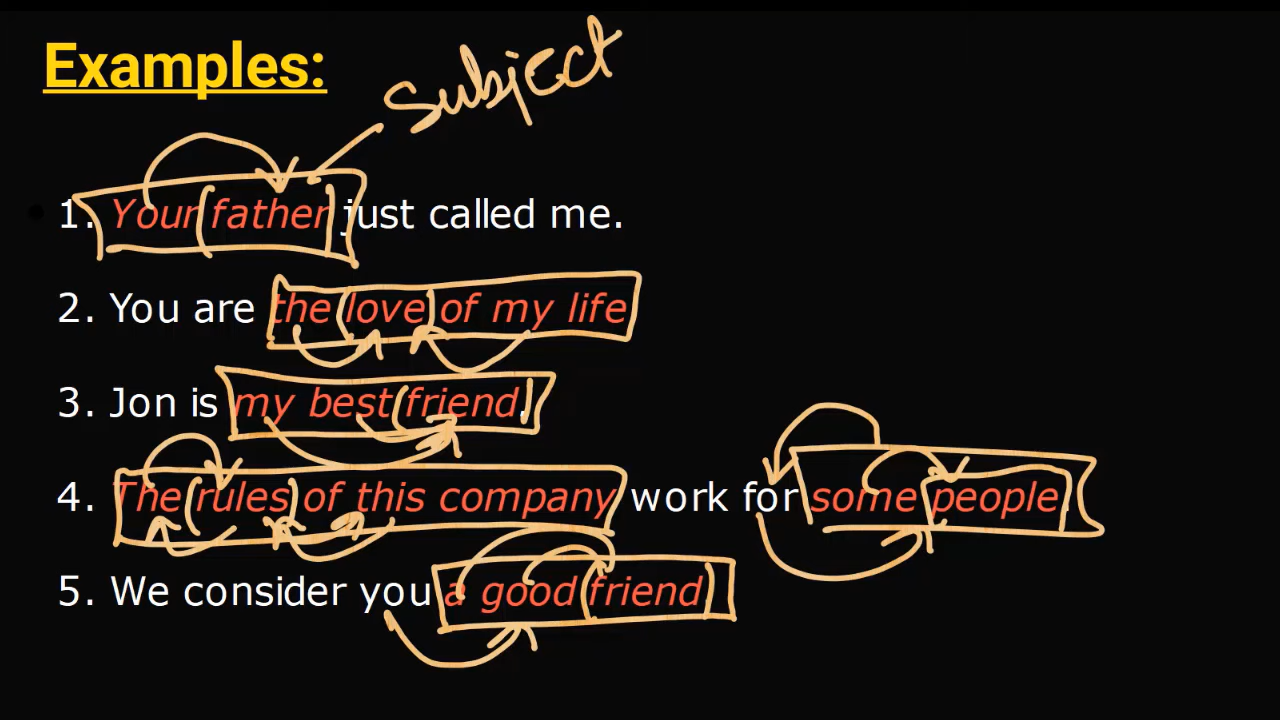 Examples:
Subject
1. Your father just called me.
2. You are the love of my life
3. Jon is my best friend.
4. The rules of this company work for some people.
5. We consider you a good friend